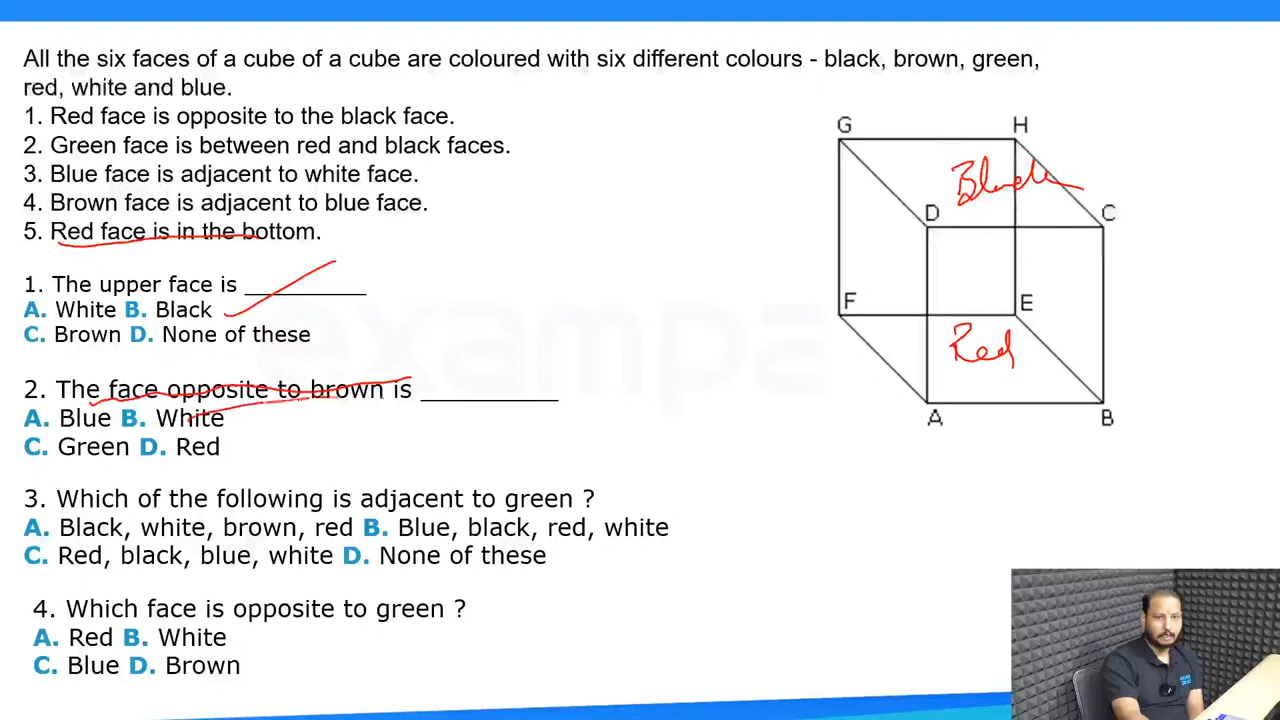 All the six faces of a cube of a cube are coloured with six different colours - black, brown, green,
red, white and blue.
1. Red face is opposite to the black face.
2. Green face is between red and black faces.
3. Blue face is adjacent to white face.
4. Brown face is adjacent to blue face.
5. Red face is in the bottom.
1. The upper face is __________
A. White B. Black
C. Brown D. None of these
2. The face opposite to brown is __________
A. Blue B. White
C. Green D. Red
3. Which of the following is adjacent to green ?
A. Black, white, brown, red B. Blue, black, red, white
C. Red, black, blue, white D. None of these
4. Which face is opposite to green ?
A. Red B. White
C. Blue D. Brown
G H
Black
D C
F E
Red
A B
exampa